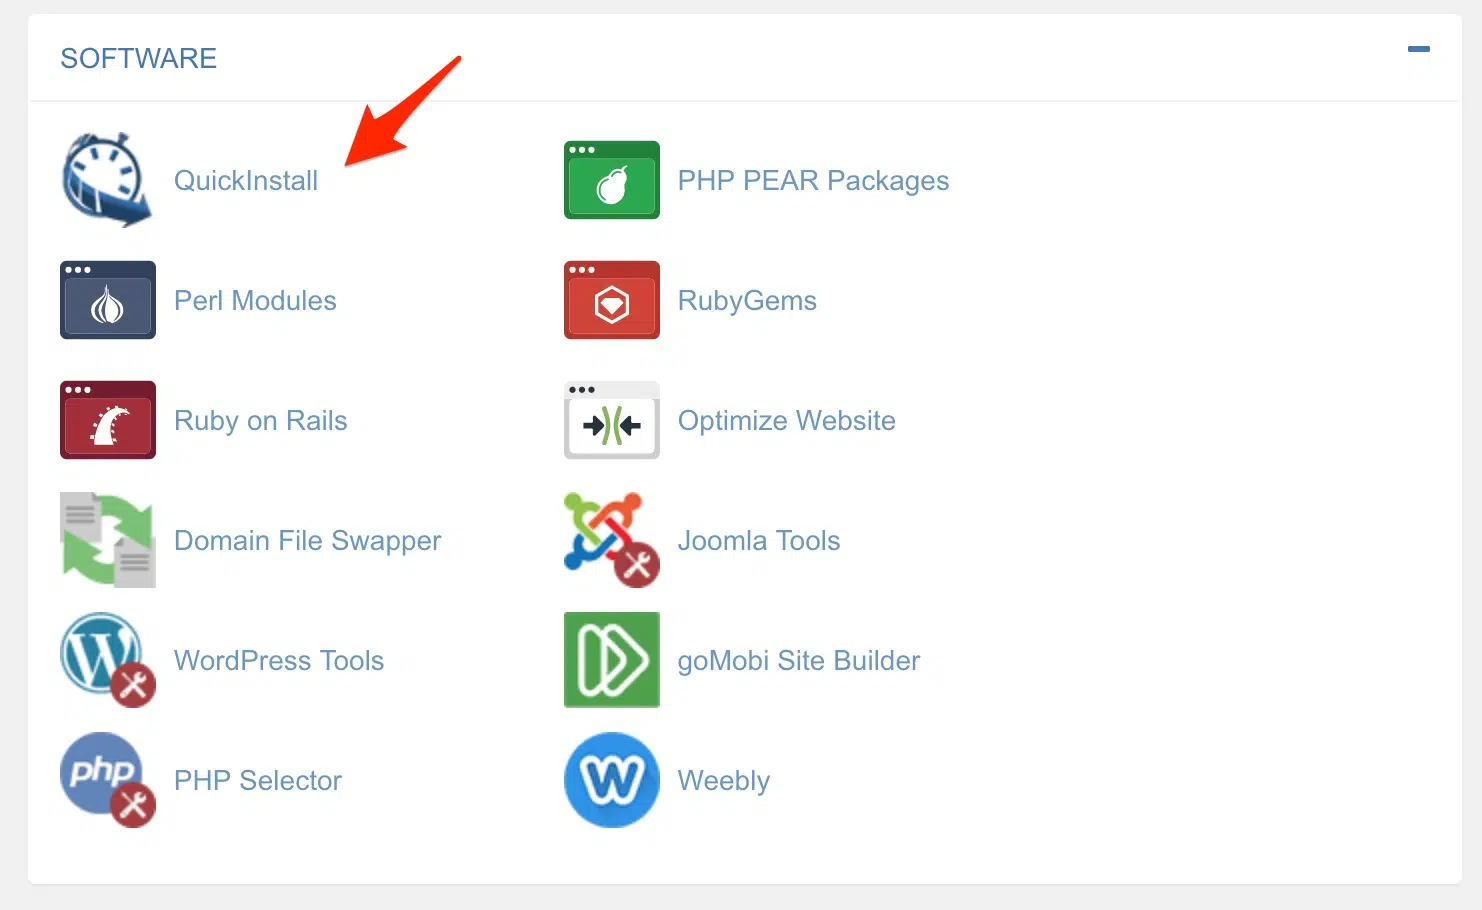 SOFTWARE
QuickInstall
PHP PEAR Packages
Perl Modules
RubyGems
Ruby on Rails
Optimize Website
Domain File Swapper
Joomla Tools
WordPress Tools
goMobi Site Builder
php
PHP Selector
Weebly